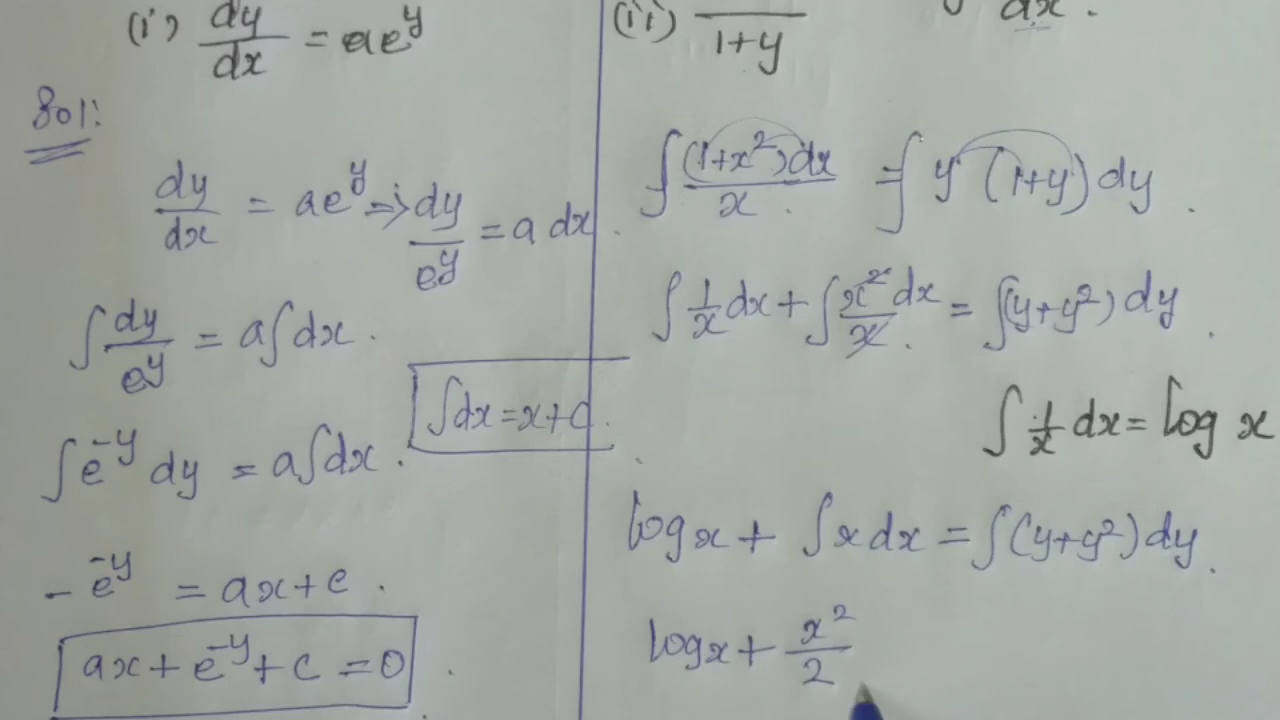 (i) dy/dx = ae^y
Sol:
dy/dx = ae^y => dy/e^y = a dx.
∫ dy/e^y = a∫dx.
∫dx = x+c.
∫ e^-y dy = a∫dx.
- e^-y = ax+c.
ax + e^-y + c = 0.
(ii) /1+y y dx.
∫ (1+x²)dx/x. = ∫ y (1+y) dy.
∫ 1/x dx + ∫ x²/x dx. = ∫(y+y²) dy.
∫ 1/x dx = log x
log x + ∫ x dx = ∫(y+y²) dy.
log x + x²/2